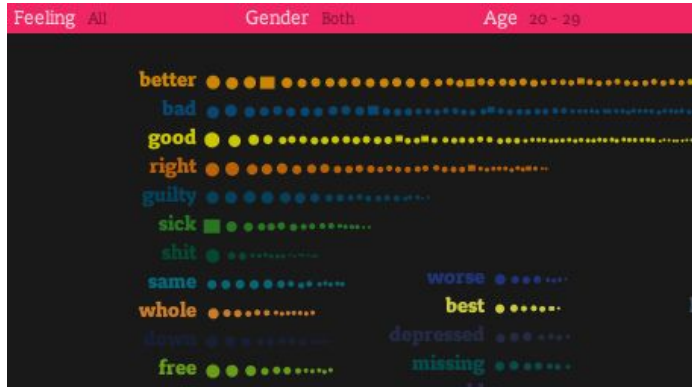 Feeling All Gender Both Age 20 - 29
better
bad
good
right
guilty
sick
shit
same worse
whole best
down depressed
free missing